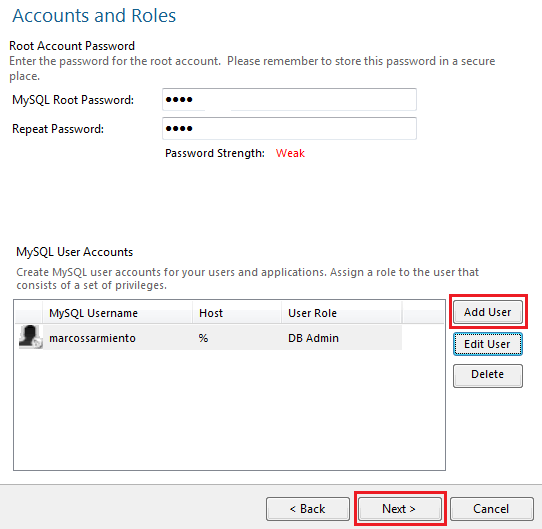 Accounts and Roles
Root Account Password
Enter the password for the root account.  Please remember to store this password in a secure
place.
MySQL Root Password: ●●●●
Repeat Password: ●●●●
Password Strength: Weak
MySQL User Accounts
Create MySQL user accounts for your users and applications. Assign a role to the user that
consists of a set of privileges.
MySQL Username Host User Role
marcossarmiento % DB Admin
Add User
Edit User
Delete
< Back Next > Cancel